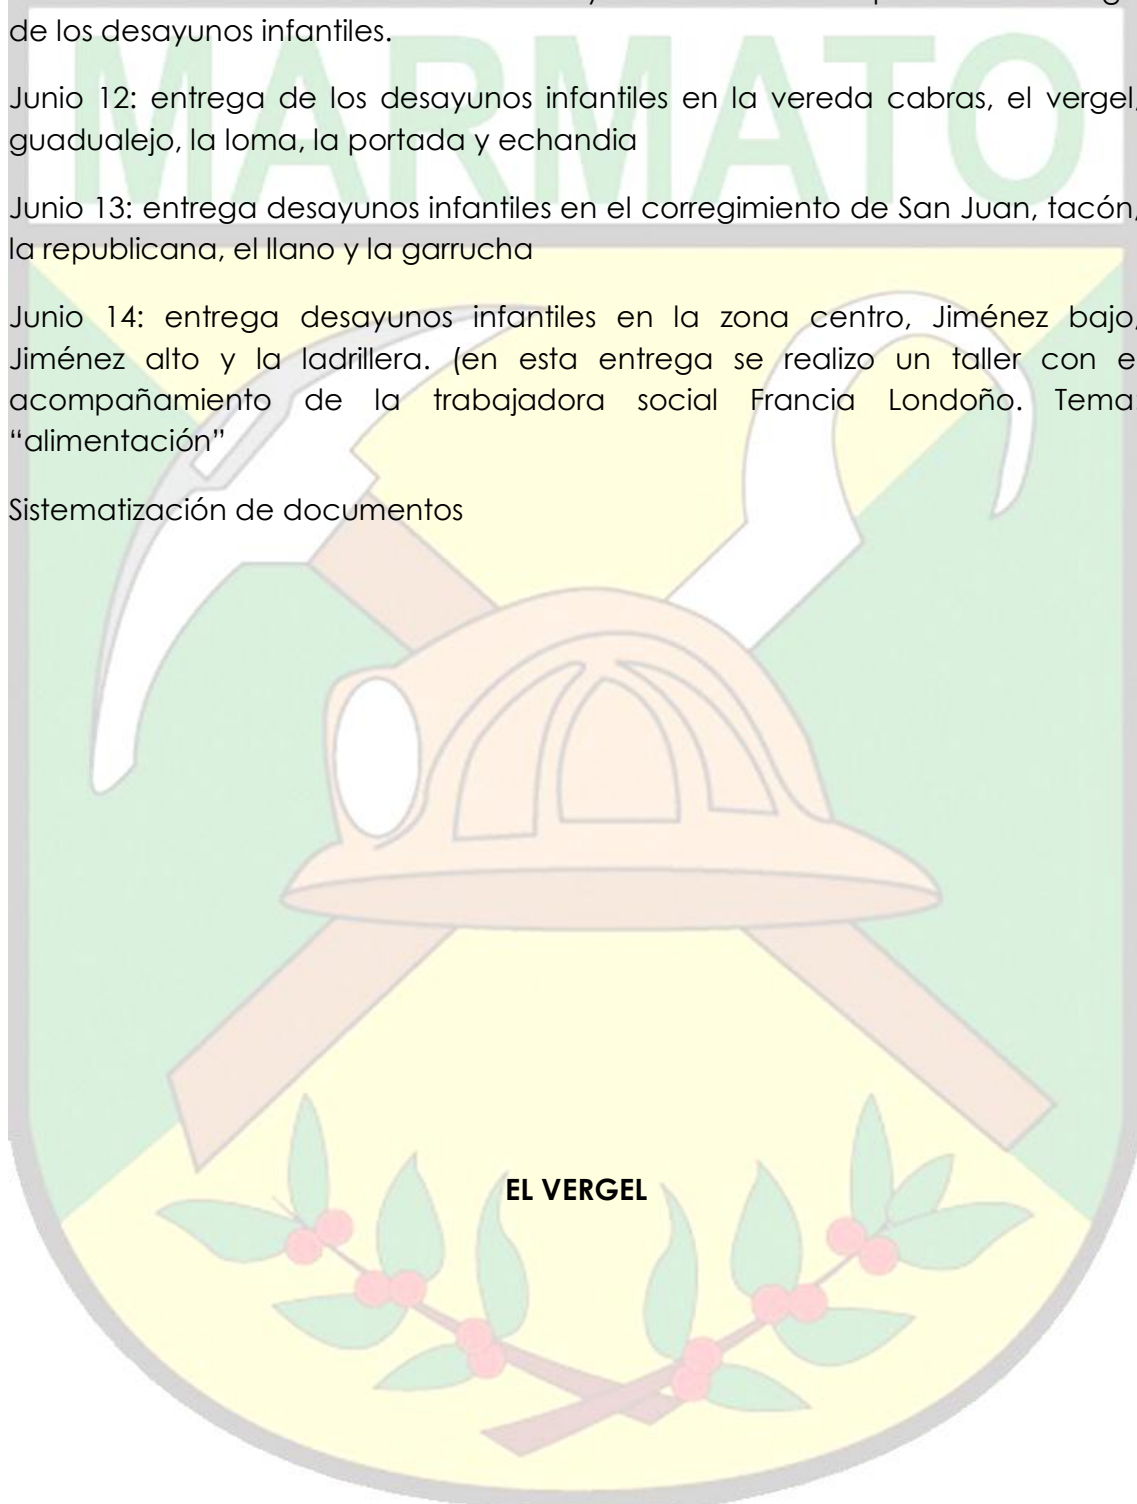 de los desayunos infantiles.
MARMATO
Junio 12: entrega de los desayunos infantiles en la vereda cabras, el vergel,
guadualejo, la loma, la portada y echandia
Junio 13: entrega desayunos infantiles en el corregimiento de San Juan, tacón,
la republicana, el llano y la garrucha
Junio 14: entrega desayunos infantiles en la zona centro, Jiménez bajo,
Jiménez alto y la ladrillera. (en esta entrega se realizo un taller con e
acompañamiento de la trabajadora social Francia Londoño. Tema:
“alimentación”
Sistematización de documentos
EL VERGEL